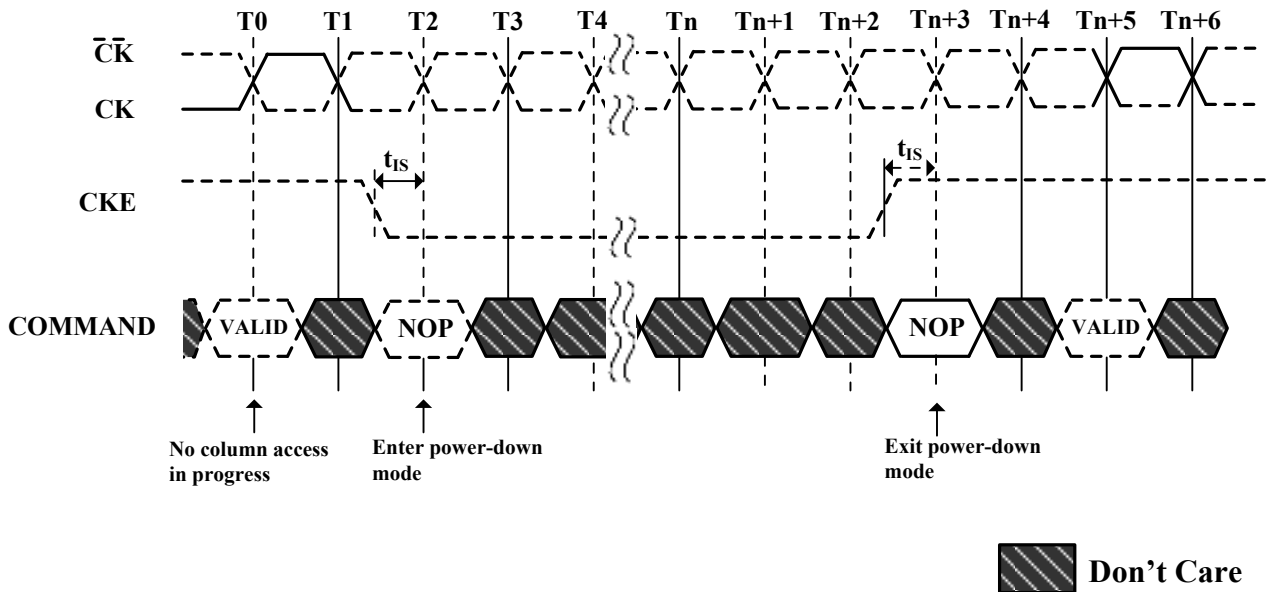 T0 T1 T2 T3 T4 Tn Tn+1 Tn+2 Tn+3 Tn+4 Tn+5 Tn+6
CK
CK
tIS tIS
CKE
COMMAND VALID NOP NOP VALID
No column access
in progress
Enter power-down
mode
Exit power-down
mode
Don't Care